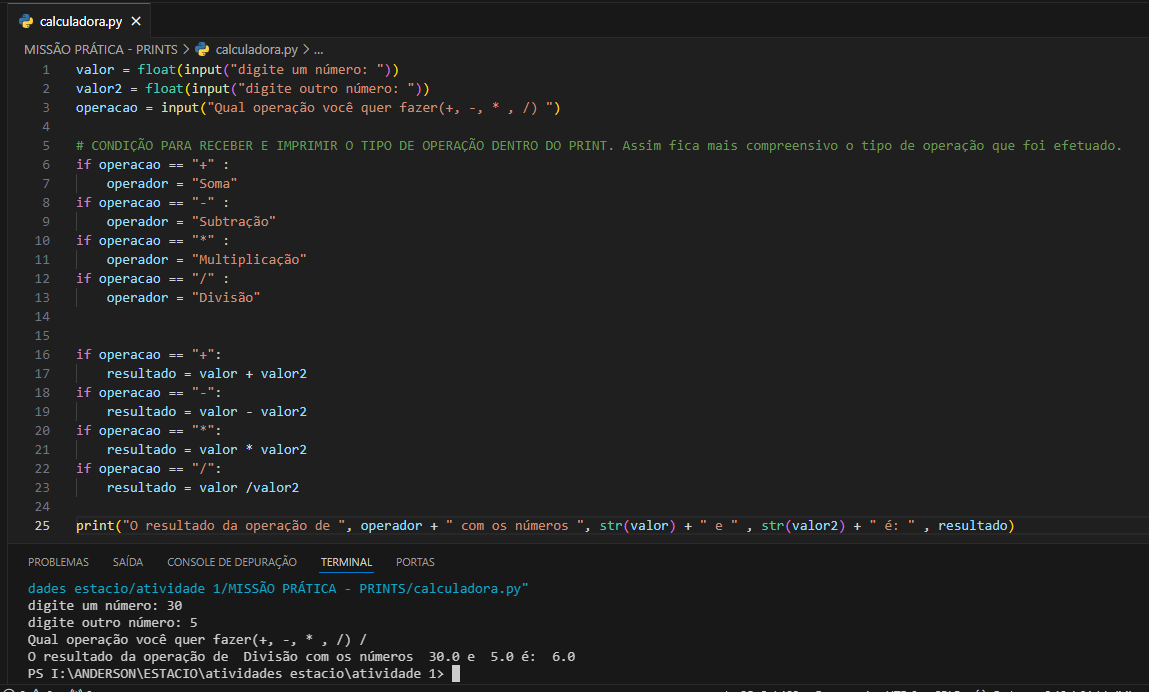 calculadora.py
MISSÃO PRÁTICA - PRINTS > calculadora.py > ...
1 valor = float(input("digite um número: "))
2 valor2 = float(input("digite outro número: "))
3 operacao = input("Qual operação você quer fazer(+, -, * , /) ")
4
5 # CONDIÇÃO PARA RECEBER E IMPRIMIR O TIPO DE OPERAÇÃO DENTRO DO PRINT. Assim fica mais compreensivo o tipo de operação que foi efetuado.
6 if operacao == "+" :
7     operador = "Soma"
8 if operacao == "-" :
9     operador = "Subtração"
10 if operacao == "*" :
11     operador = "Multiplicação"
12 if operacao == "/" :
13     operador = "Divisão"
14
15
16 if operacao == "+":
17     resultado = valor + valor2
18 if operacao == "-":
19     resultado = valor - valor2
20 if operacao == "*":
21     resultado = valor * valor2
22 if operacao == "/":
23     resultado = valor /valor2
24
25 print("O resultado da operação de ", operador + " com os números ", str(valor) + " e " , str(valor2) + " é: " , resultado)
PROBLEMAS SAÍDA CONSOLE DE DEPURAÇÃO TERMINAL PORTAS
dades estacio/atividade 1/MISSÃO PRÁTICA - PRINTS/calculadora.py"
digite um número: 30
digite outro número: 5
Qual operação você quer fazer(+, -, * , /) /
O resultado da operação de  Divisão com os números  30.0 e  5.0 é:  6.0
PS I:\ANDERSON\ESTACIO\atividades estacio\atividade 1>